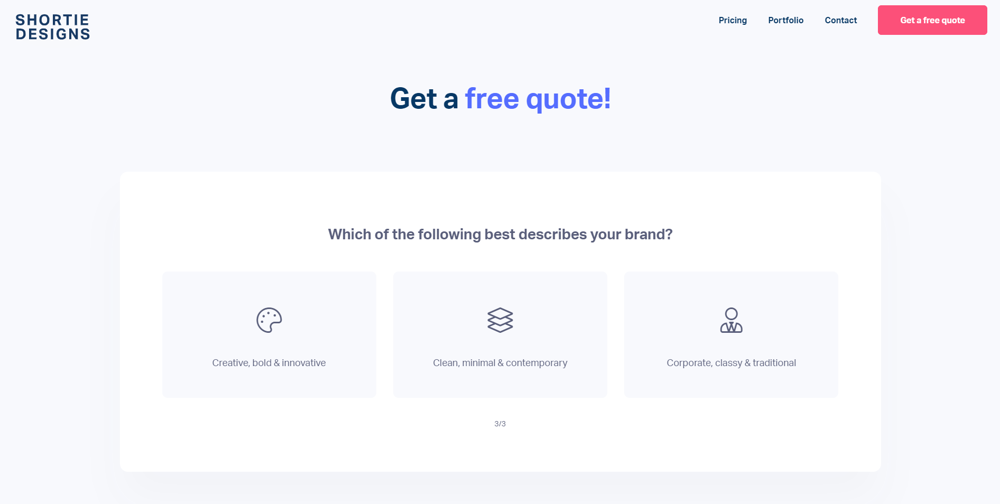 SHORTIE
DESIGNS
Pricing
Portfolio
Contact
Get a free quote
Get a free quote!
Which of the following best describes your brand?
Creative, bold & innovative
Clean, minimal & contemporary
Corporate, classy & traditional
3/3